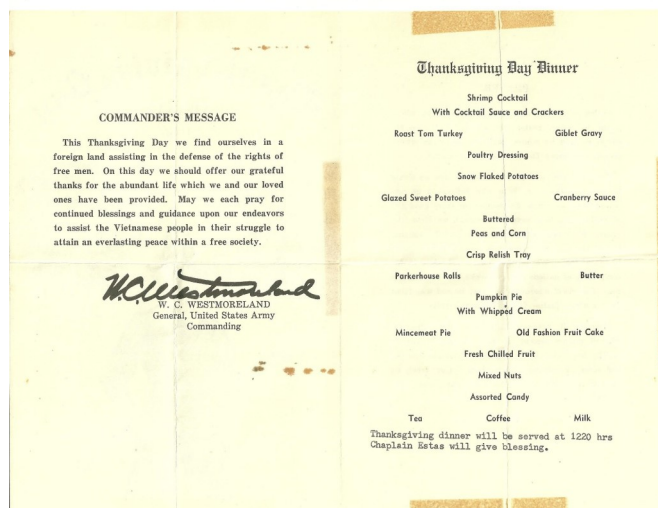 COMMANDER'S MESSAGE
This Thanksgiving Day we find ourselves in a
foreign land assisting in the defense of the rights of
free men. On this day we should offer our grateful
thanks for the abundant life which we and our loved
ones have been provided. May we each pray for
continued blessings and guidance upon our endeavors
to assist the Vietnamese people in their struggle to
attain an everlasting peace within a free society.
W.C. Westmoreland
W. C. WESTMORELAND
General, United States Army
Commanding
Thanksgiving Day Dinner
Shrimp Cocktail
With Cocktail Sauce and Crackers
Roast Tom Turkey Giblet Gravy
Poultry Dressing
Snow Flaked Potatoes
Glazed Sweet Potatoes Cranberry Sauce
Buttered
Peas and Corn
Crisp Relish Tray
Parkerhouse Rolls Butter
Pumpkin Pie
With Whipped Cream
Mincemeat Pie Old Fashion Fruit Cake
Fresh Chilled Fruit
Mixed Nuts
Assorted Candy
Tea Coffee Milk
Thanksgiving dinner will be served at 1220 hrs
Chaplain Estas will give blessing.